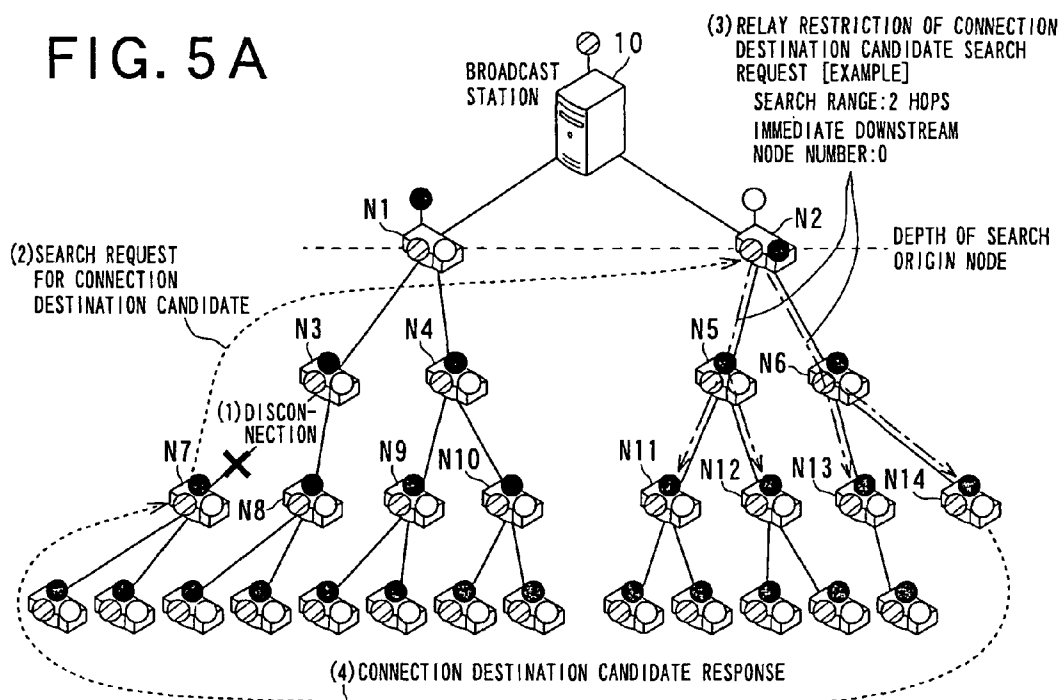 FIG. 5A
10
BROADCAST
STATION
(3) RELAY RESTRICTION OF CONNECTION
DESTINATION CANDIDATE SEARCH
REQUEST [EXAMPLE]
SEARCH RANGE:2 HOPS
IMMEDIATE DOWNSTREAM
NODE NUMBER:0
N1
N2
DEPTH OF SEARCH
ORIGIN NODE
(2)SEARCH REQUEST
FOR CONNECTION
DESTINATION CANDIDATE
N3
N4
N5
N6
(1)DISCON-
NECTION
N7
N8
N9
N10
N11
N12
N13
N14
(4)CONNECTION DESTINATION CANDIDATE RESPONSE